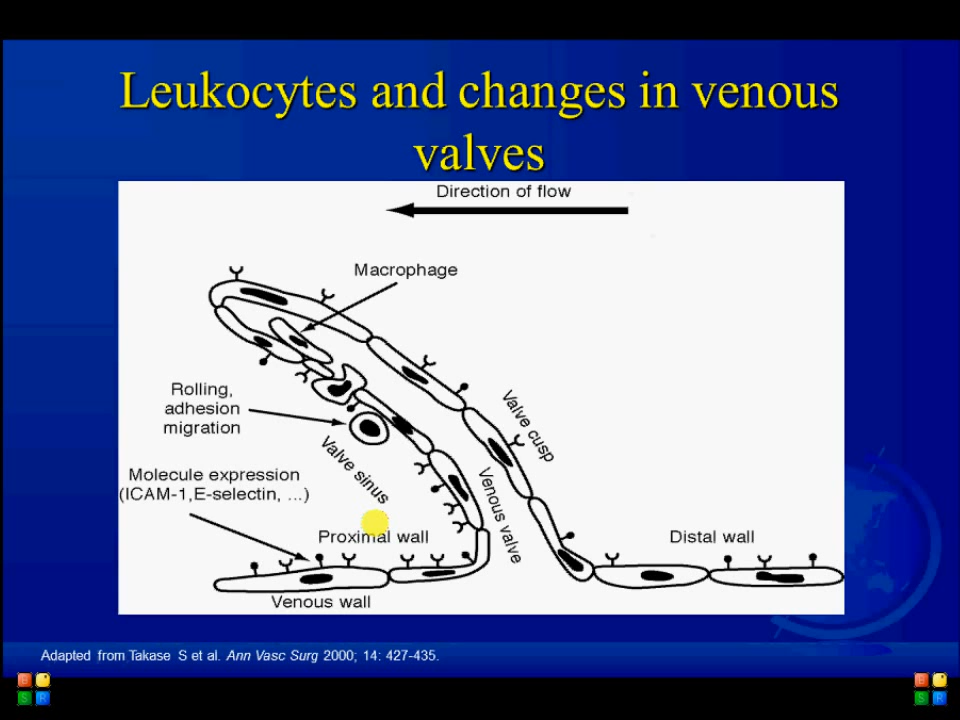 Leukocytes and changes in venous
valves
Direction of flow
Macrophage
Rolling,
adhesion
migration
Valve cusp
Valve sinus
Molecule expression
(ICAM-1,E-selectin, ...)
Venous valve
Proximal wall
Distal wall
Venous wall
Adapted from Takase S et al. Ann Vasc Surg 2000; 14: 427-435.
E
S R
E
S R